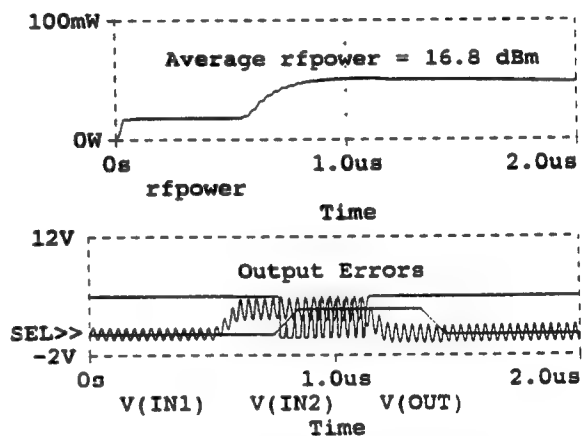 100mW
Average rfpower = 16.8 dBm
0W
0s 1.0us 2.0us
rfpower
Time
12V
Output Errors
SEL>>
-2V
0s 1.0us 2.0us
V(IN1) V(IN2) V(OUT)
Time